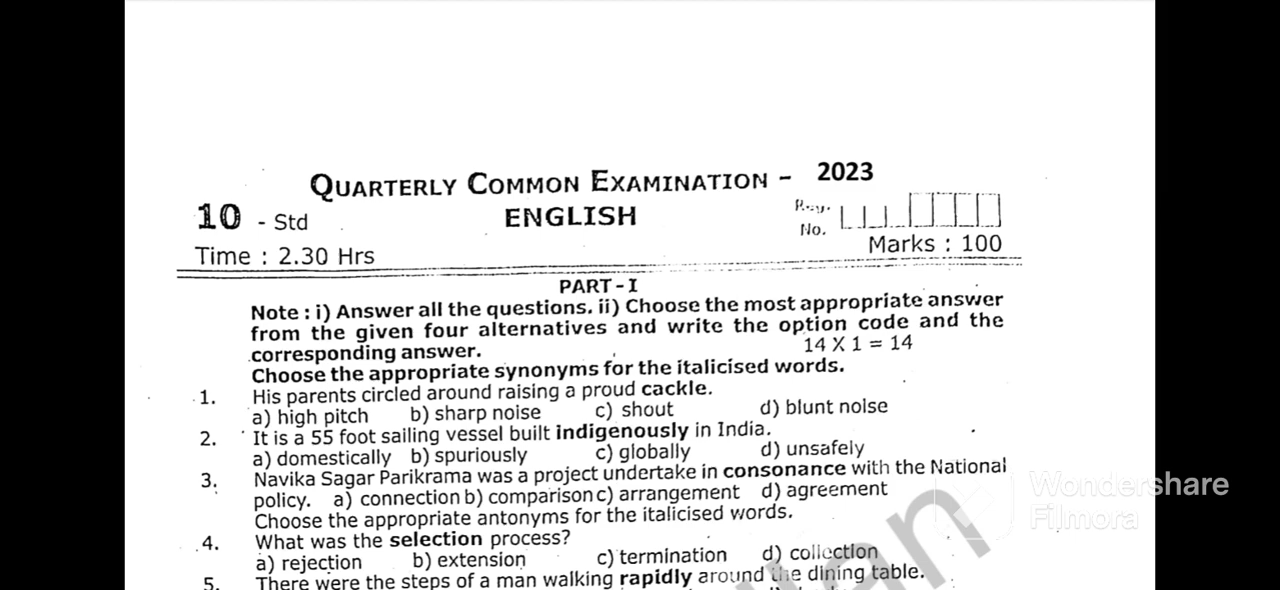 QUARTERLY COMMON EXAMINATION - 2023
10 - Std ENGLISH Reg. No.
Time : 2.30 Hrs Marks : 100
PART - I
Note : i) Answer all the questions. ii) Choose the most appropriate answer
from the given four alternatives and write the option code and the
corresponding answer. 14 X 1 = 14
Choose the appropriate synonyms for the italicised words.
1. His parents circled around raising a proud cackle.
a) high pitch b) sharp noise c) shout d) blunt noise
2. It is a 55 foot sailing vessel built indigenously in India.
a) domestically b) spuriously c) globally d) unsafely
3. Navika Sagar Parikrama was a project undertake in consonance with the National
policy. a) connection b) comparison c) arrangement d) agreement
Choose the appropriate antonyms for the italicised words.
4. What was the selection process?
a) rejection b) extension c) termination d) collection
5. There were the steps of a man walking rapidly around the dining table.
Wondershare
Filmora